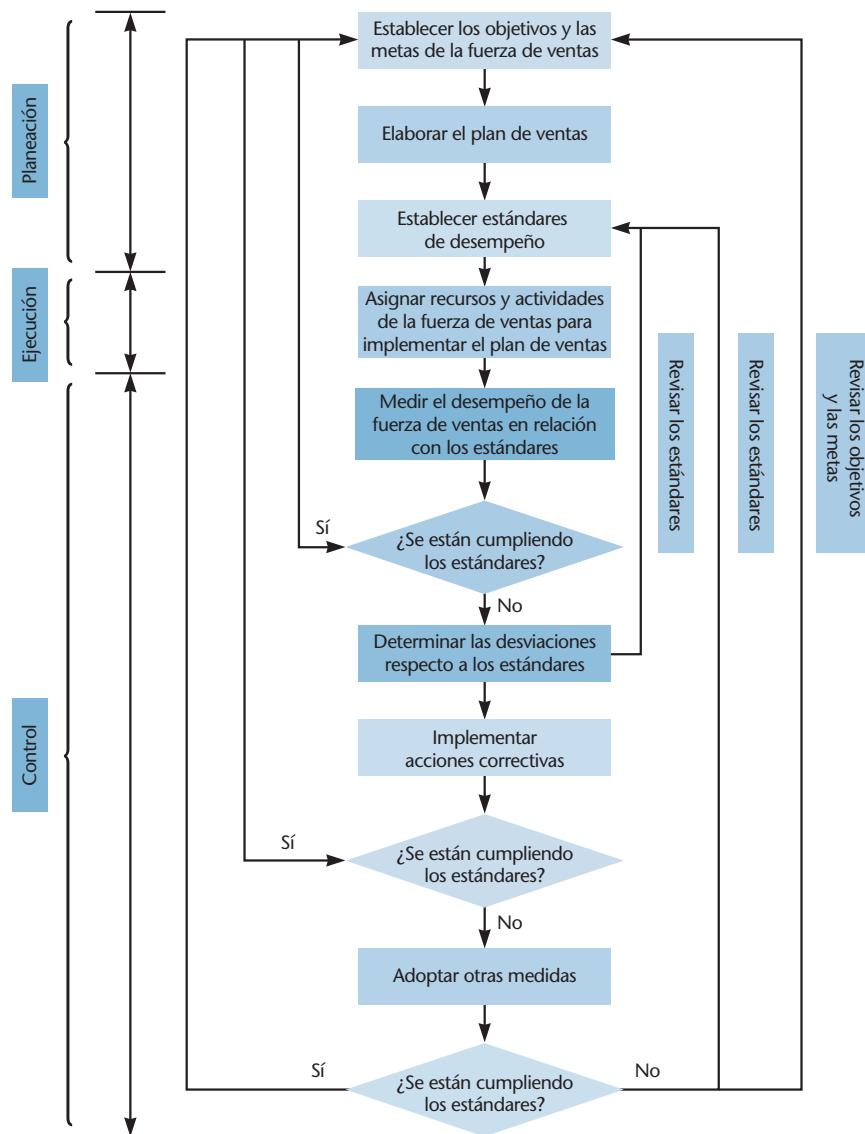 Establecer los objetivos y las
metas de la fuerza de ventas
Planeación
Elaborar el plan de ventas
Establecer estándares
de desempeño
Ejecución
Asignar recursos y actividades
de la fuerza de ventas para
implementar el plan de ventas
Revisar los estándares
Revisar los estándares
Revisar los objetivos
y las metas
Medir el desempeño de la
fuerza de ventas en relación
con los estándares
Sí
¿Se están cumpliendo
los estándares?
No
Determinar las desviaciones
respecto a los estándares
Control
Implementar
acciones correctivas
Sí
¿Se están cumpliendo
los estándares?
No
Adoptar otras medidas
Sí
¿Se están cumpliendo
los estándares?
No